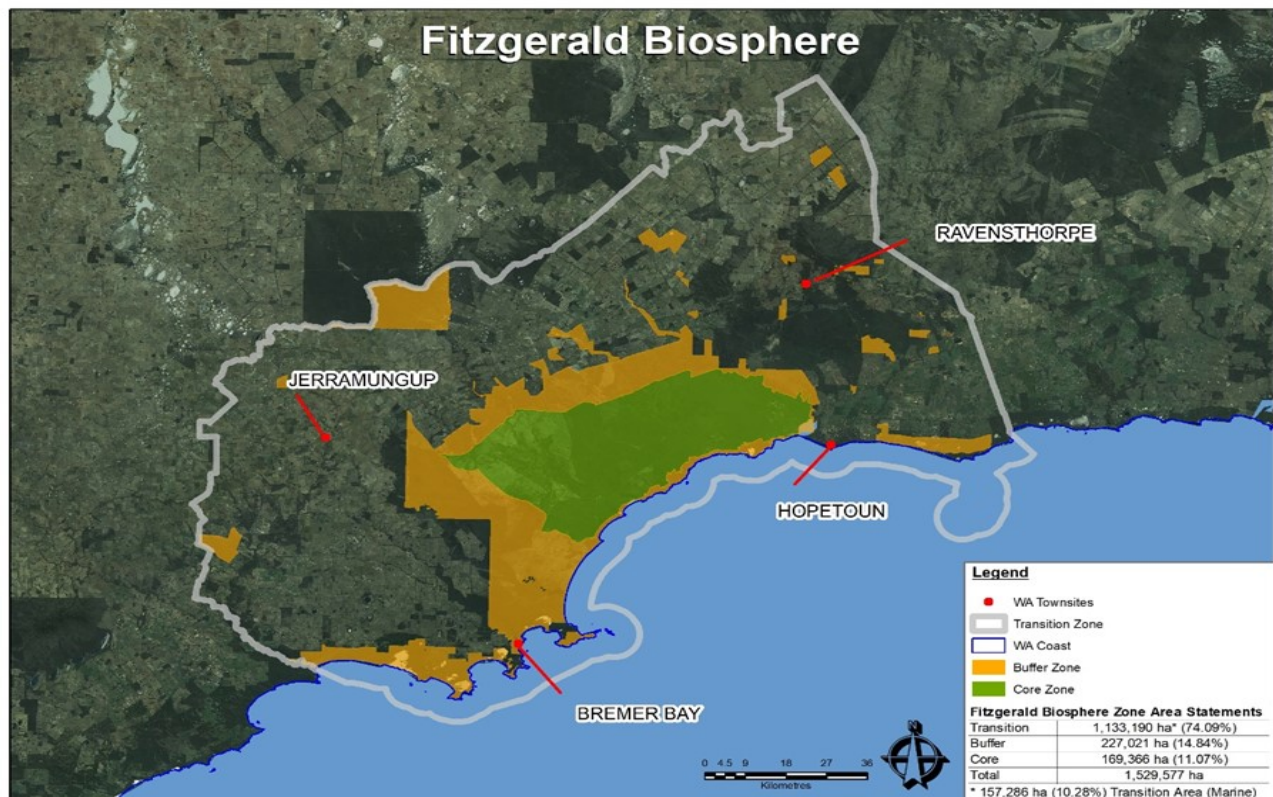 Fitzgerald Biosphere
RAVENSTHORPE
JERRAMUNGUP
HOPETOUN
BREMER BAY
0 4.5 9 18 27 36
Kilometres
Legend
WA Townsites
Transition Zone
WA Coast
Buffer Zone
Core Zone
Fitzgerald Biosphere Zone Area Statements
Transition 1,133,190 ha* (74.09%)
Buffer 227,021 ha (14.84%)
Core 169,366 ha (11.07%)
Total 1,529,577 ha
* 157,286 ha (10.28%) Transition Area (Marine)